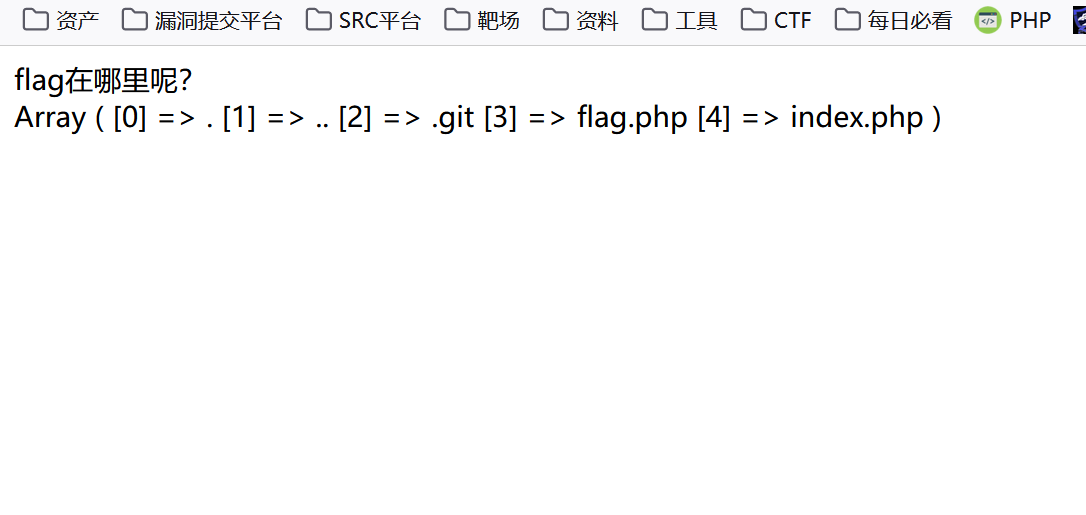 资产 漏洞提交平台 SRC平台 靶场 资料 工具 CTF 每日必看 PHP
flag在哪里呢？
Array ( [0] => . [1] => .. [2] => .git [3] => flag.php [4] => index.php )